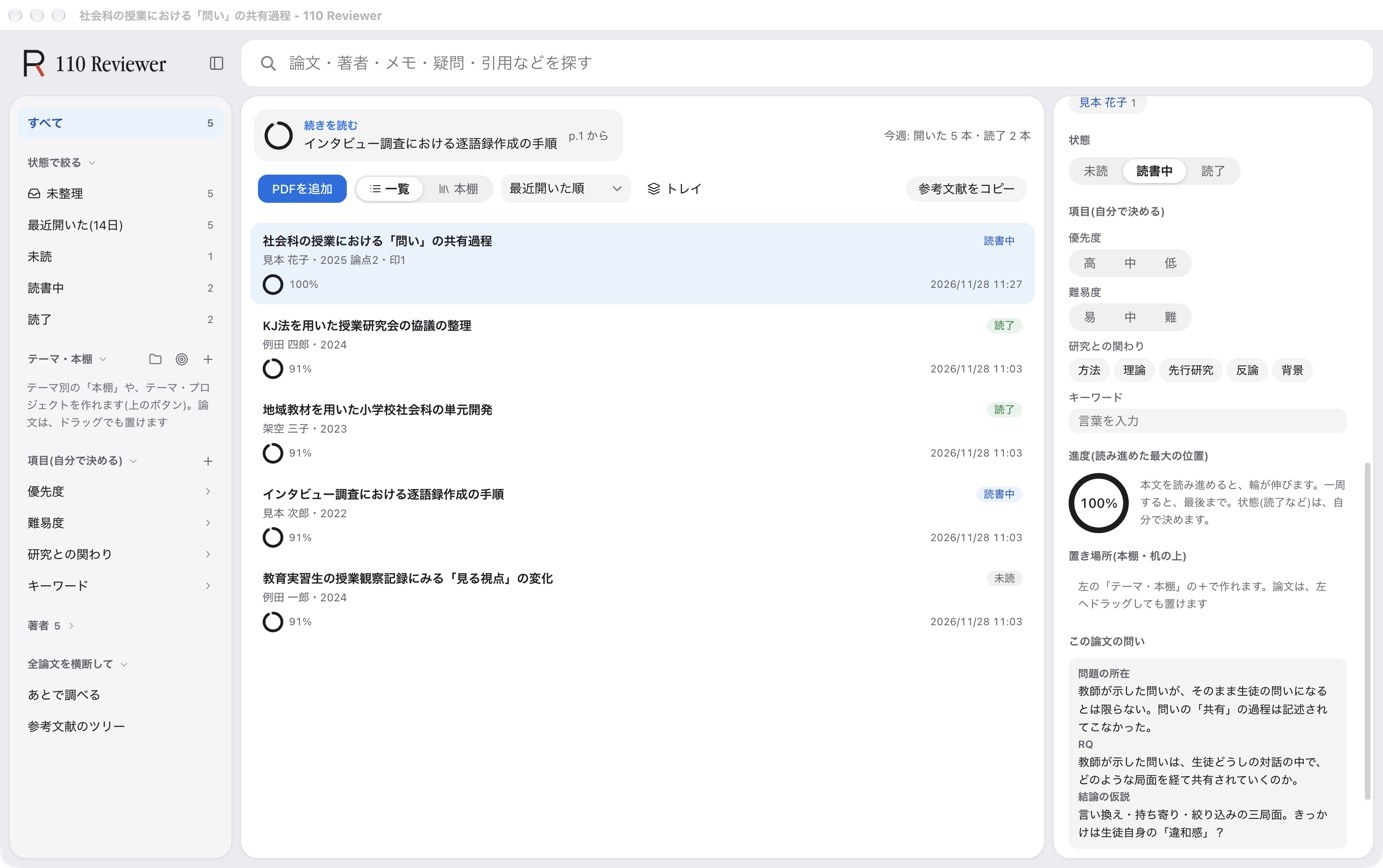 社会科の授業における「問い」の共有過程 - 110 Reviewer
110 Reviewer
論文・著者・メモ・疑問・引用などを探す
すべて 5
状態で絞る
未整理 5
最近開いた(14日) 5
未読 1
読書中 2
読了 2
テーマ・本棚
テーマ別の「本棚」や、テーマ・プロ
ジェクトを作れます(上のボタン)。論
文は、ドラッグでも置けます
項目(自分で決める)
優先度
難易度
研究との関わり
キーワード
著者 5
全論文を横断して
あとで調べる
参考文献のツリー
続きを読む
インタビュー調査における逐語録作成の手順 p.1 から
今週: 開いた 5 本・読了 2 本
PDFを追加 一覧 本棚 最近開いた順 トレイ 参考文献をコピー
社会科の授業における「問い」の共有過程 読書中
見本 花子・2025 論点2・印1
100% 2026/11/28 11:27
KJ法を用いた授業研究会の協議の整理 読了
例田 四郎・2024
91% 2026/11/28 11:03
地域教材を用いた小学校社会科の単元開発 読了
架空 三子・2023
91% 2026/11/28 11:03
インタビュー調査における逐語録作成の手順 読書中
見本 次郎・2022
91% 2026/11/28 11:03
教育実習生の授業観察記録にみる「見る視点」の変化 未読
例田 一郎・2024
91% 2026/11/28 11:03
見本 花子 1
状態
未読 読書中 読了
項目(自分で決める)
優先度
高 中 低
難易度
易 中 難
研究との関わり
方法 理論 先行研究 反論 背景
キーワード
言葉を入力
進度(読み進めた最大の位置)
100%
本文を読み進めると、輪が伸びます。一周
すると、最後まで。状態(読了など)は、自
分で決めます。
置き場所(本棚・机の上)
左の「テーマ・本棚」の＋で作れます。論文は、左
へドラッグしても置けます
この論文の問い
問題の所在
教師が示した問いが、そのまま生徒の問いになる
とは限らない。問いの「共有」の過程は記述され
てこなかった。
RQ
教師が示した問いは、生徒どうしの対話の中で、
どのような局面を経て共有されていくのか。
結論の仮説
言い換え・持ち寄り・絞り込みの三局面。きっか
けは生徒自身の「違和感」？